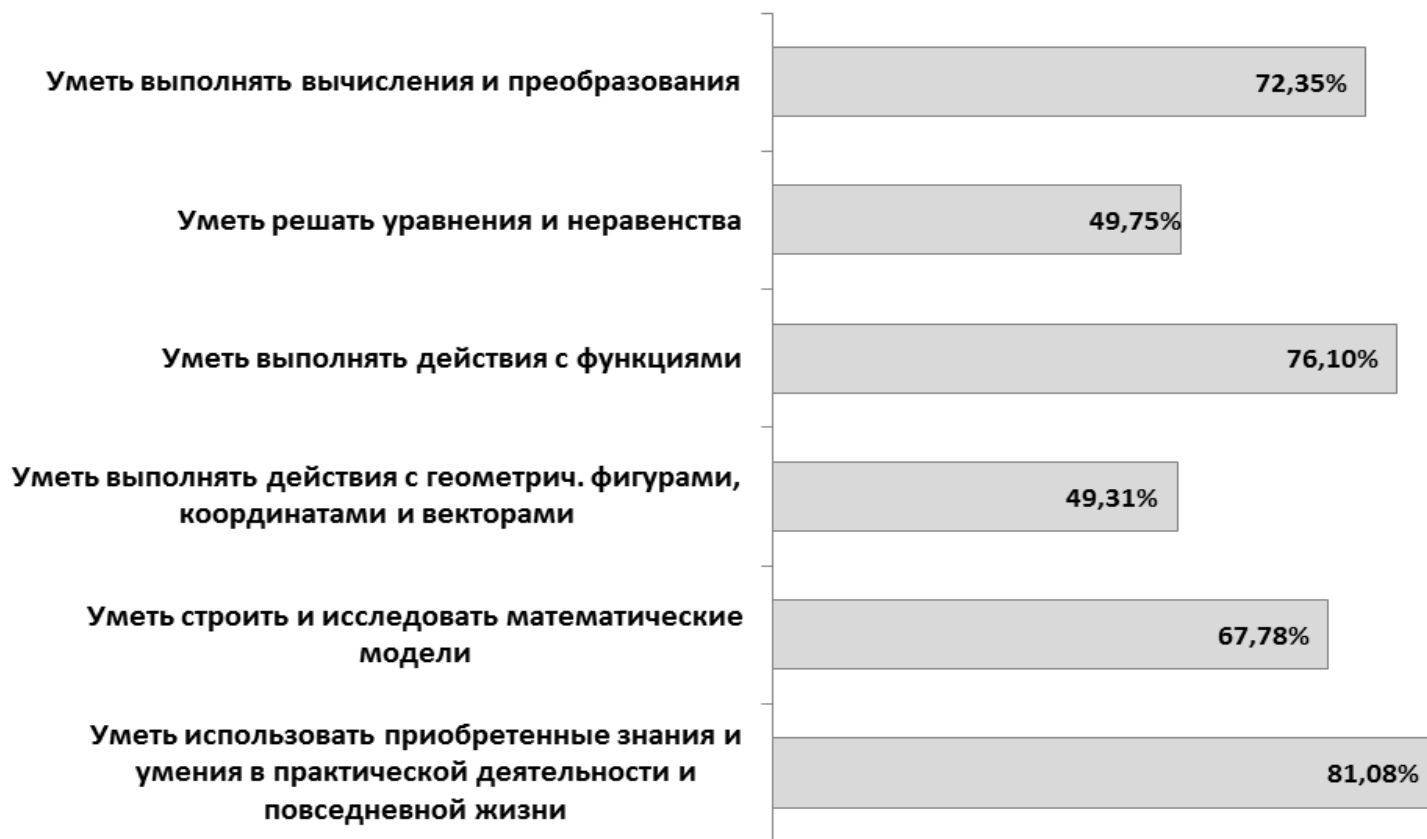 Уметь выполнять вычисления и преобразования
72,35%
Уметь решать уравнения и неравенства
49,75%
Уметь выполнять действия с функциями
76,10%
Уметь выполнять действия с геометрич. фигурами,
координатами и векторами
49,31%
Уметь строить и исследовать математические
модели
67,78%
Уметь использовать приобретенные знания и
умения в практической деятельности и
повседневной жизни
81,08%